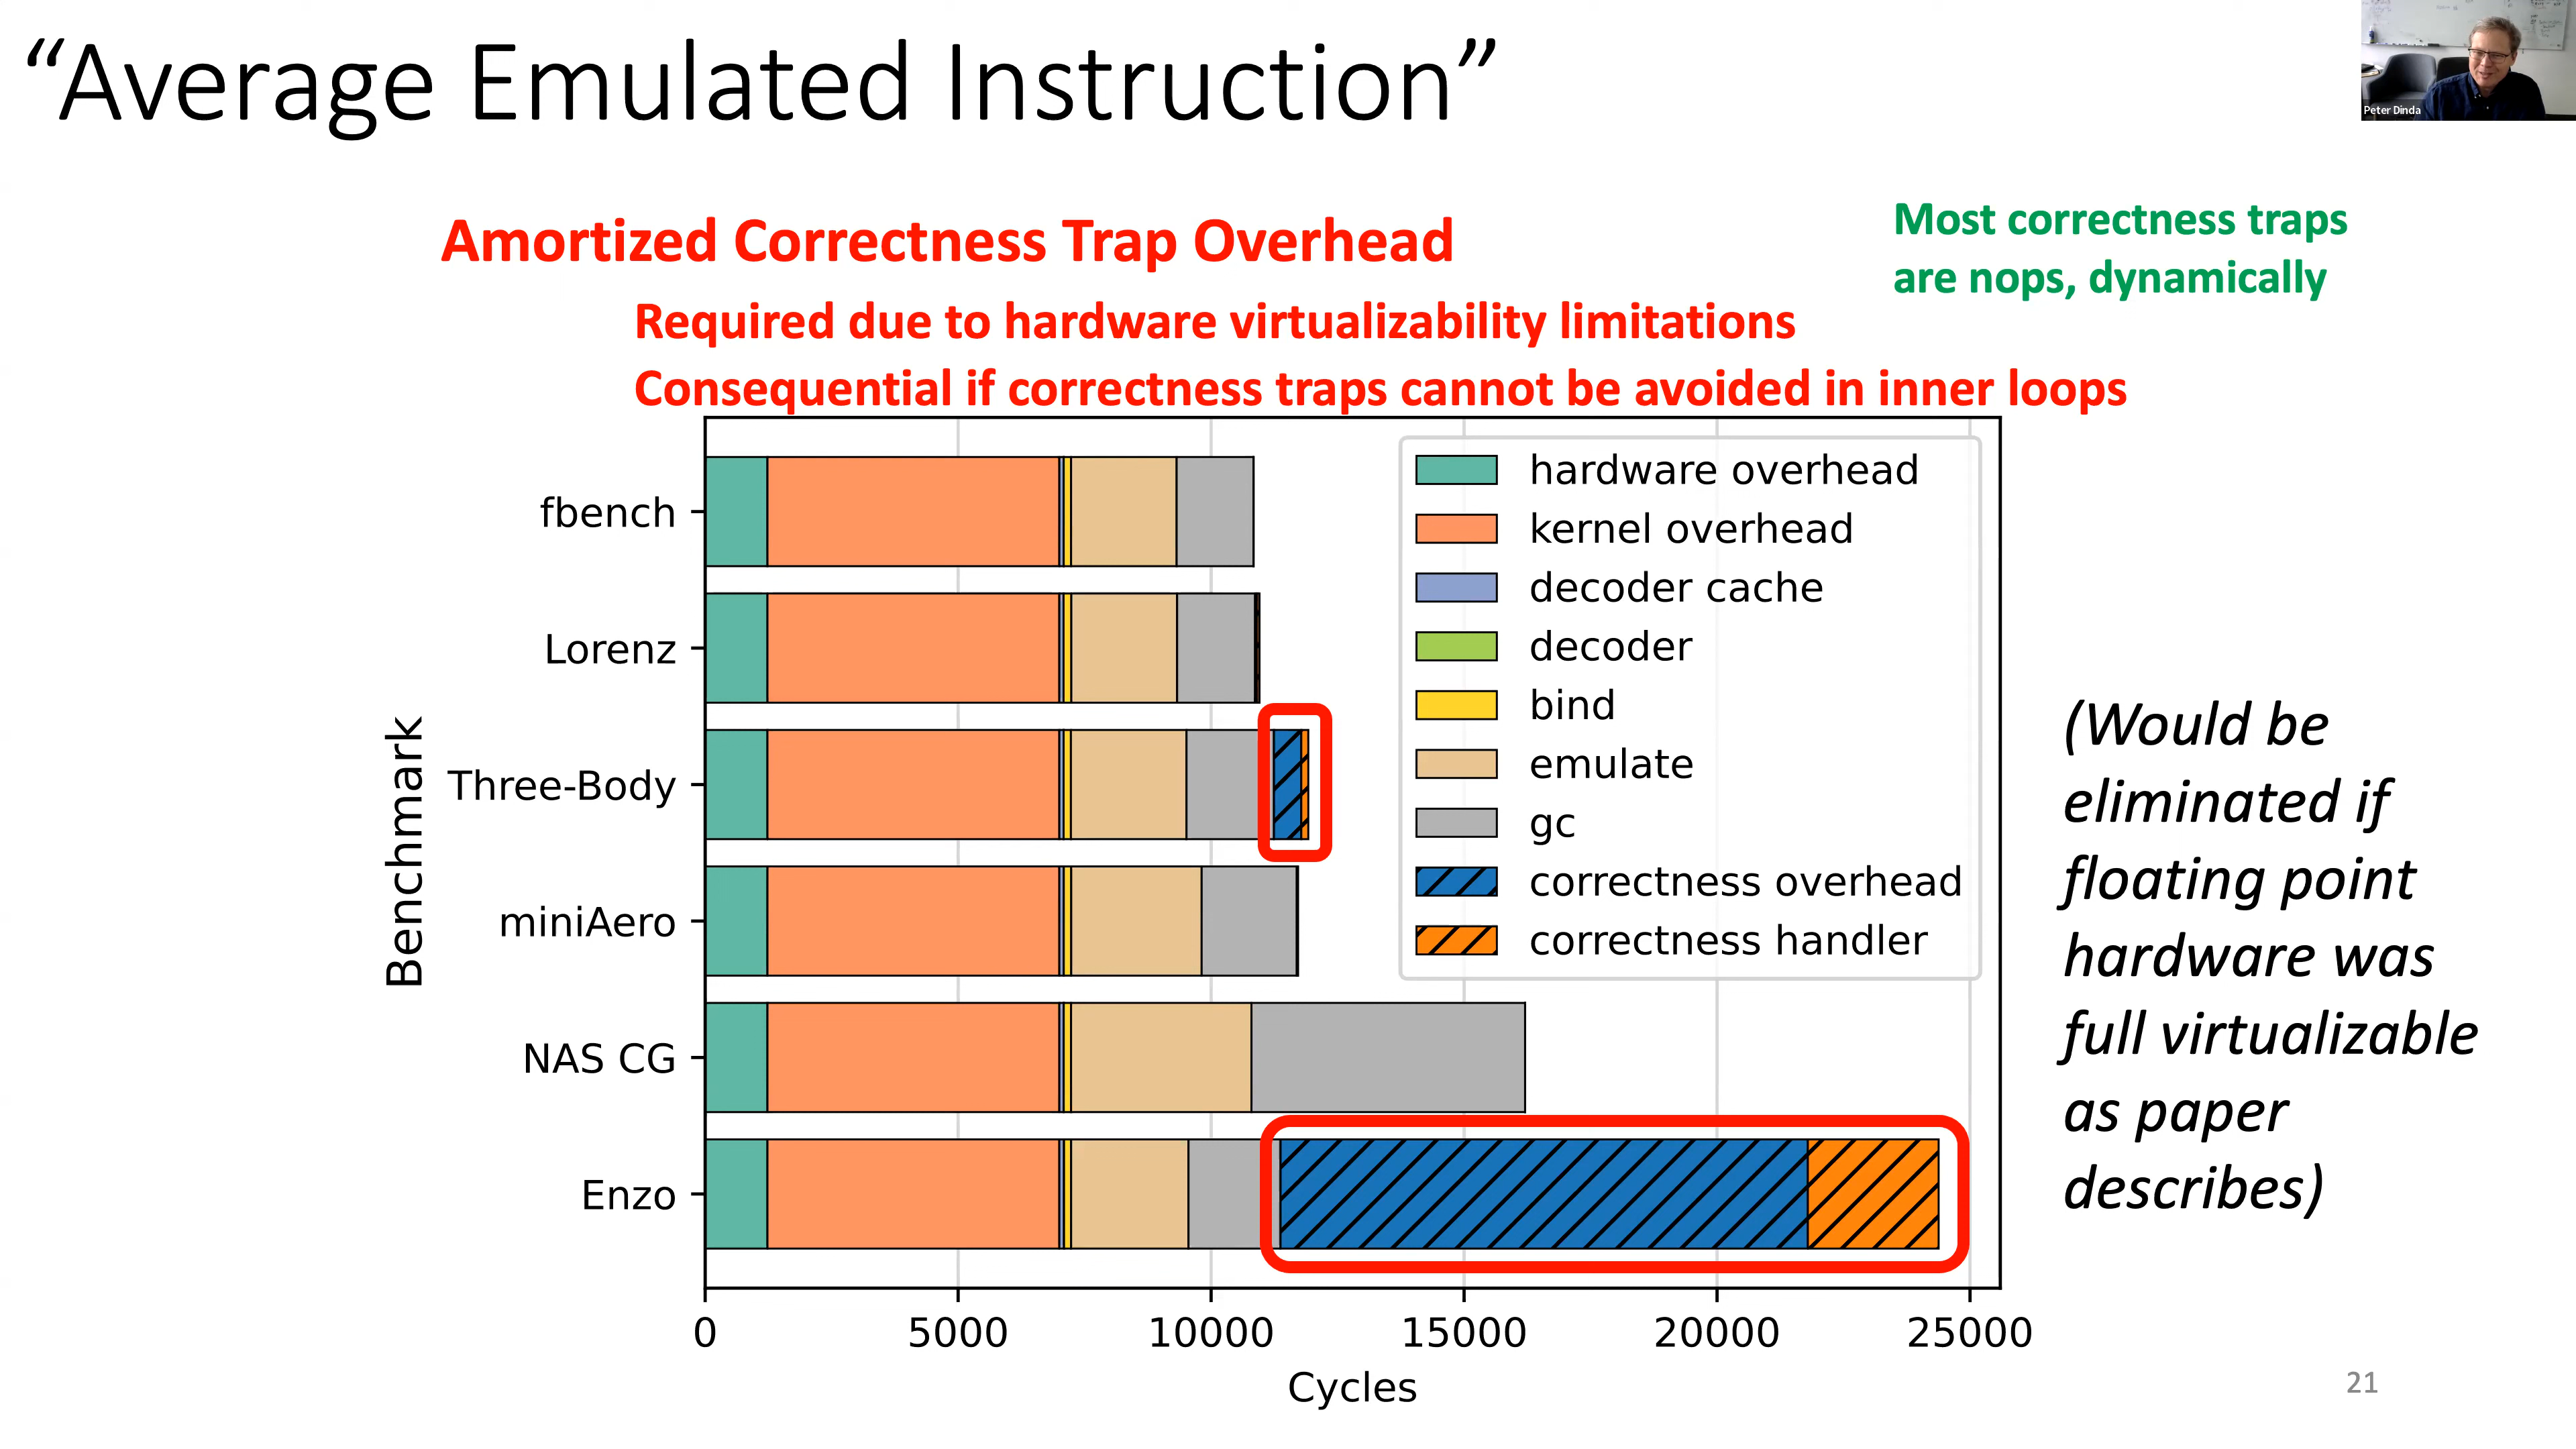 “Average Emulated Instruction”
Peter Dinda
Amortized Correctness Trap Overhead
Most correctness traps
are nops, dynamically
Required due to hardware virtualizability limitations
Consequential if correctness traps cannot be avoided in inner loops
Benchmark
fbench
Lorenz
Three-Body
miniAero
NAS CG
Enzo
hardware overhead
kernel overhead
decoder cache
decoder
bind
emulate
gc
correctness overhead
correctness handler
(Would be
eliminated if
floating point
hardware was
full virtualizable
as paper
describes)
0 5000 10000 15000 20000 25000
Cycles
21